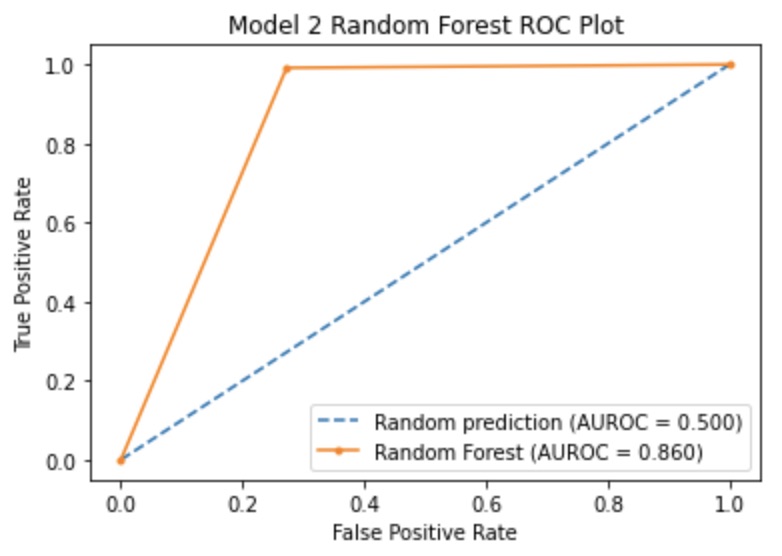 Model 2 Random Forest ROC Plot
True Positive Rate
1.0
0.8
0.6
0.4
0.2
0.0
Random prediction (AUROC = 0.500)
Random Forest (AUROC = 0.860)
0.0 0.2 0.4 0.6 0.8 1.0
False Positive Rate